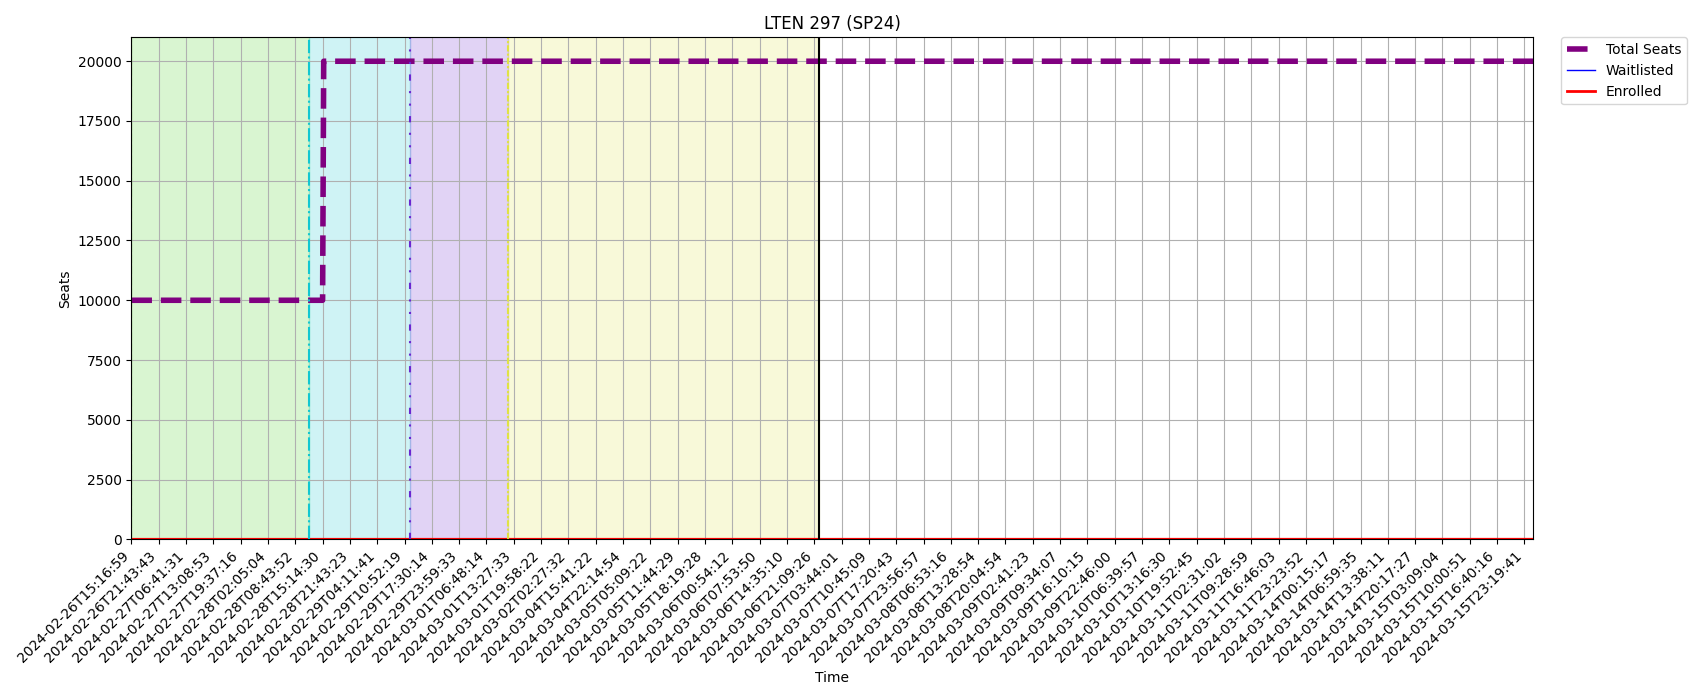 LTEN 297 (SP24)
Total Seats
Waitlisted
Enrolled
Seats
20000
17500
15000
12500
10000
7500
5000
2500
0
2024-02-26T15:16:59
2024-02-26T21:43:43
2024-02-27T06:41:31
2024-02-27T13:08:53
2024-02-27T19:37:16
2024-02-28T02:05:04
2024-02-28T08:43:52
2024-02-28T15:14:30
2024-02-28T21:43:23
2024-02-29T04:11:41
2024-02-29T10:52:19
2024-02-29T17:30:14
2024-02-29T23:59:33
2024-03-01T06:48:14
2024-03-01T13:27:33
2024-03-01T19:58:22
2024-03-02T02:27:32
2024-03-04T15:41:22
2024-03-04T22:14:54
2024-03-05T05:09:22
2024-03-05T11:44:29
2024-03-05T18:19:28
2024-03-06T00:54:12
2024-03-06T07:53:50
2024-03-06T14:35:10
2024-03-06T21:09:26
2024-03-07T03:44:01
2024-03-07T10:45:09
2024-03-07T17:20:43
2024-03-07T23:56:57
2024-03-08T06:53:16
2024-03-08T13:28:54
2024-03-08T20:04:54
2024-03-09T02:41:23
2024-03-09T09:34:07
2024-03-09T16:10:15
2024-03-09T22:46:00
2024-03-10T06:39:57
2024-03-10T13:16:30
2024-03-10T19:52:45
2024-03-11T02:31:02
2024-03-11T09:28:59
2024-03-11T16:46:03
2024-03-11T23:23:52
2024-03-14T00:15:17
2024-03-14T06:59:35
2024-03-14T13:38:11
2024-03-14T20:17:27
2024-03-15T03:09:04
2024-03-15T10:00:51
2024-03-15T16:40:16
2024-03-15T23:19:41
Time